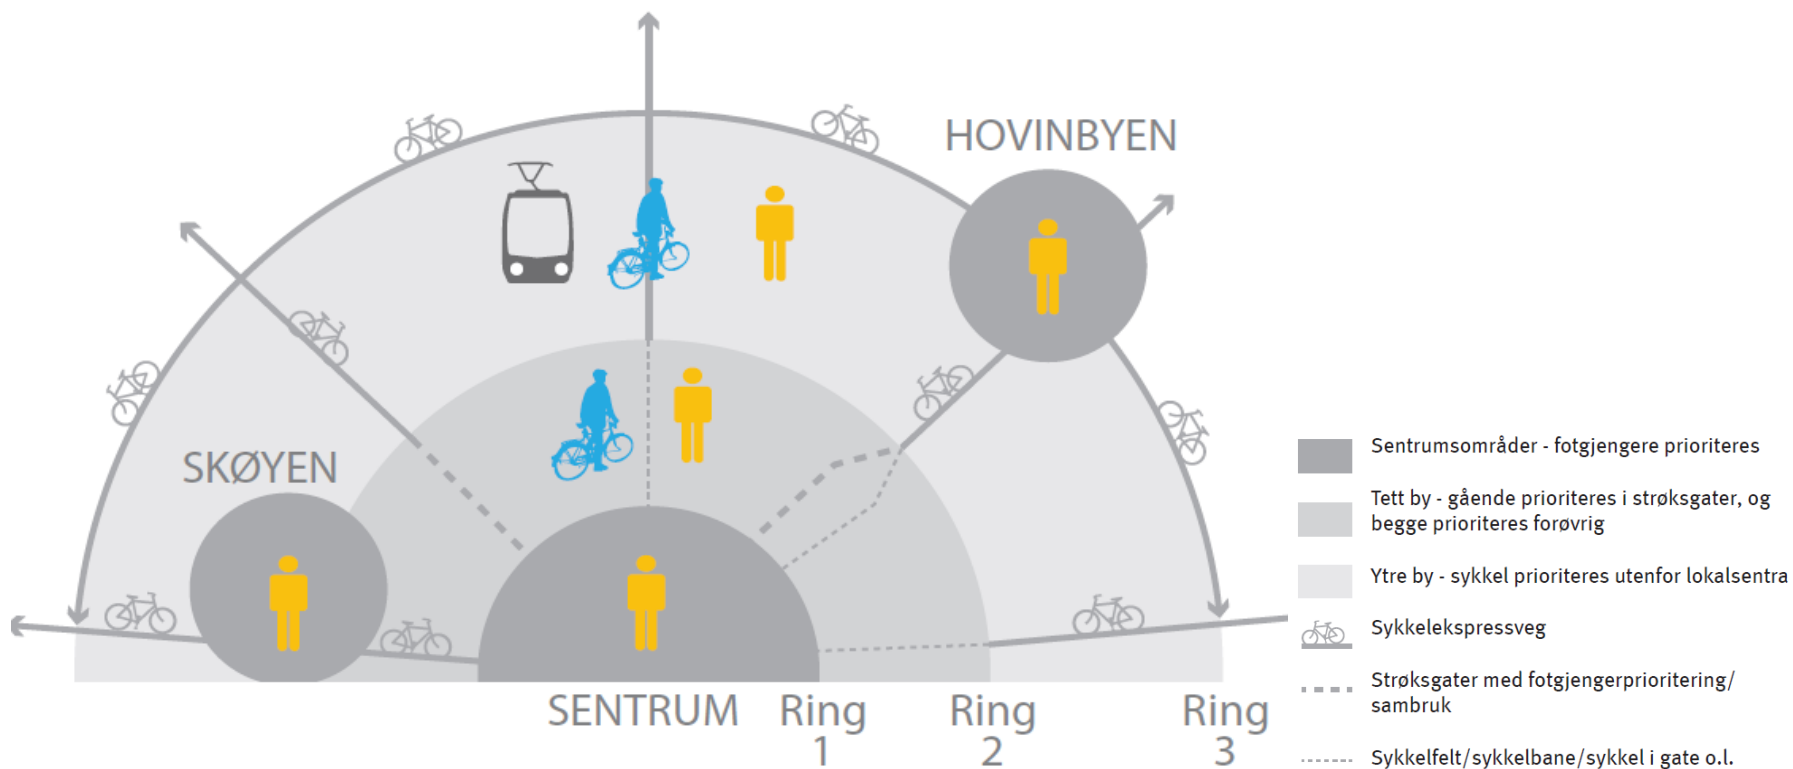 HOVINBYEN
SKØYEN
SENTRUM
Ring
1
Ring
2
Ring
3
Sentrumsområder - fotgjengere prioriteres
Tett by - gående prioriteres i strøksgater, og
begge prioriteres forøvrig
Ytre by - sykkel prioriteres utenfor lokalsentra
Sykkelekspressveg
Strøksgater med fotgjengerprioritering/
sambruk
Sykkelfelt/sykkelbane/sykkel i gate o.l.